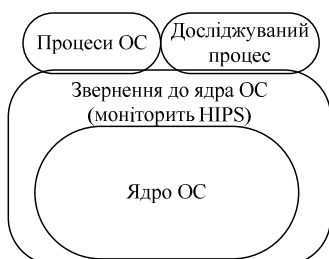 Процеси ОС
Досліджуваний
процес
Звернення до ядра ОС
(моніторить HIPS)
Ядро ОС